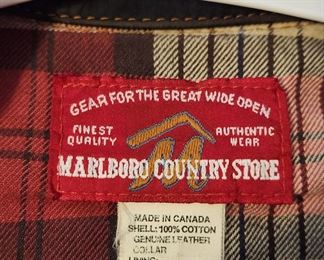 GEAR FOR THE GREAT WIDE OPEN
FINEST QUALITY
AUTHENTIC WEAR
M
MARLBORO COUNTRY STORE
MADE IN CANADA
SHELL: 100% COTTON
GENUINE LEATHER
COLLAR
LINING: